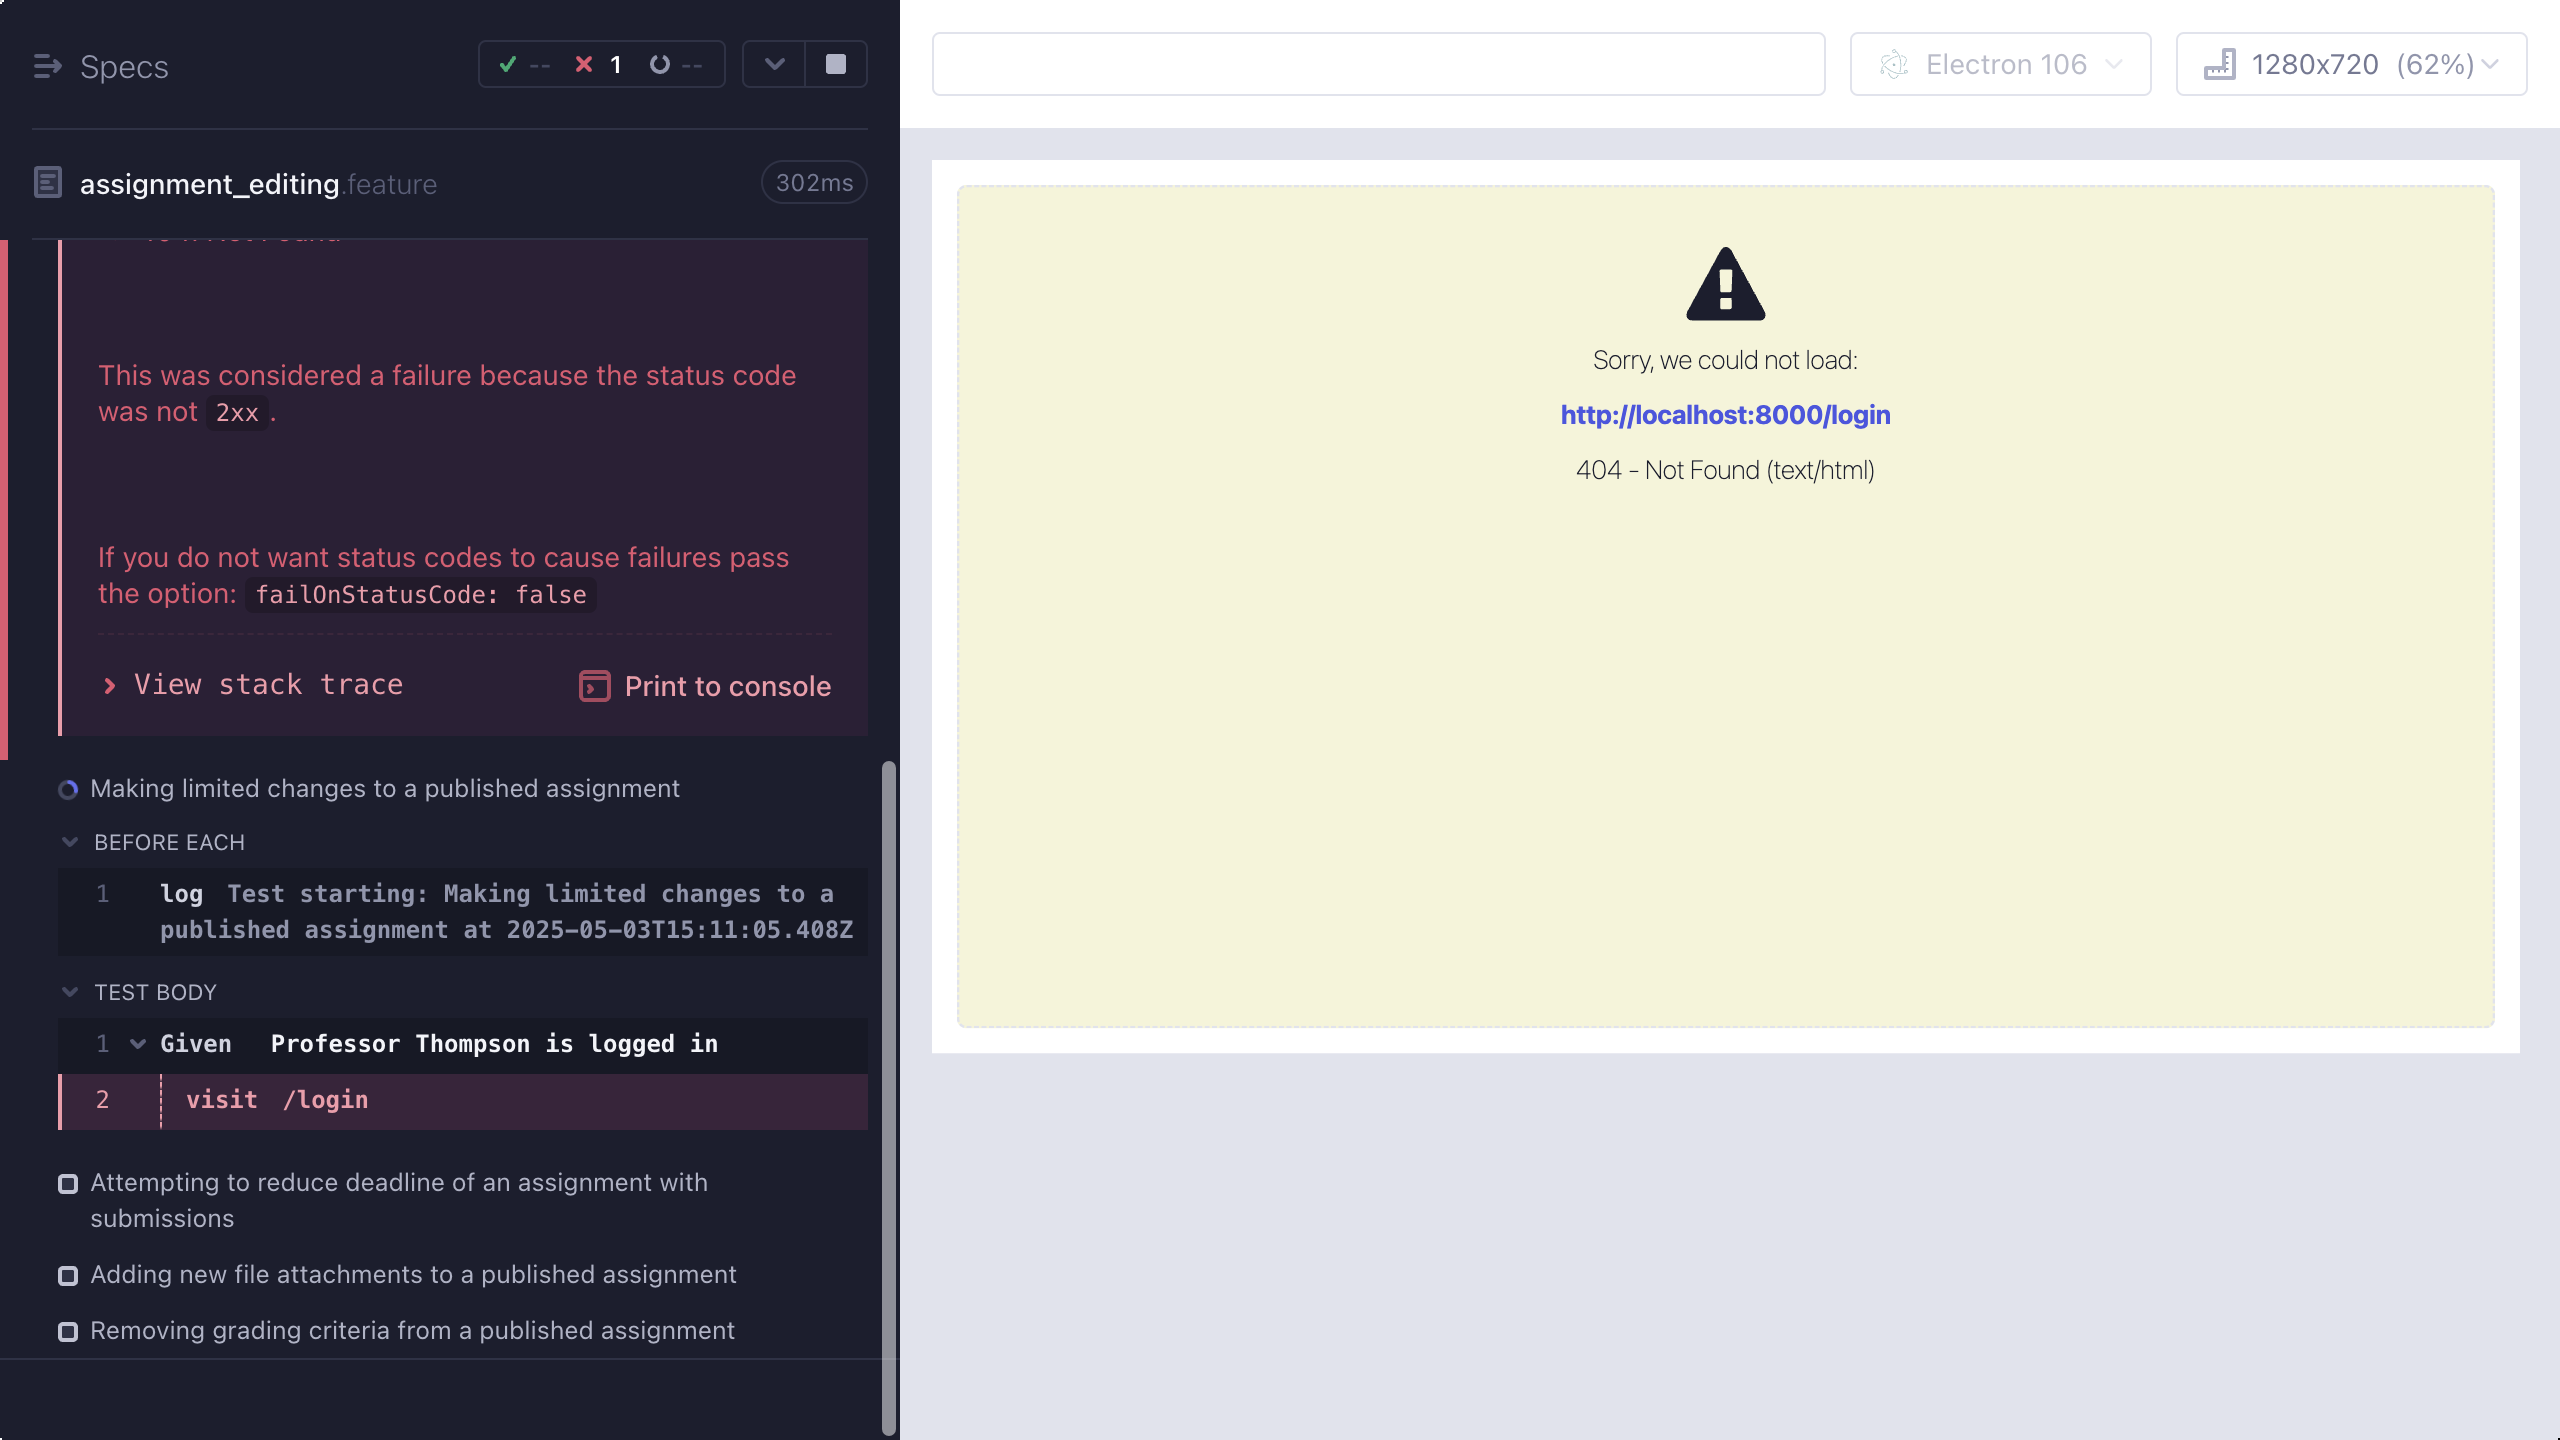 Specs
-- 1 --
assignment_editing.feature
302ms
This was considered a failure because the status code
was not 2xx.
If you do not want status codes to cause failures pass
the option: failOnStatusCode: false
View stack trace
Print to console
Making limited changes to a published assignment
BEFORE EACH
1 log Test starting: Making limited changes to a
published assignment at 2025-05-03T15:11:05.408Z
TEST BODY
1 Given Professor Thompson is logged in
2 visit /login
Attempting to reduce deadline of an assignment with
submissions
Adding new file attachments to a published assignment
Removing grading criteria from a published assignment
Electron 106
1280x720 (62%)
Sorry, we could not load:
http://localhost:8000/login
404 - Not Found (text/html)